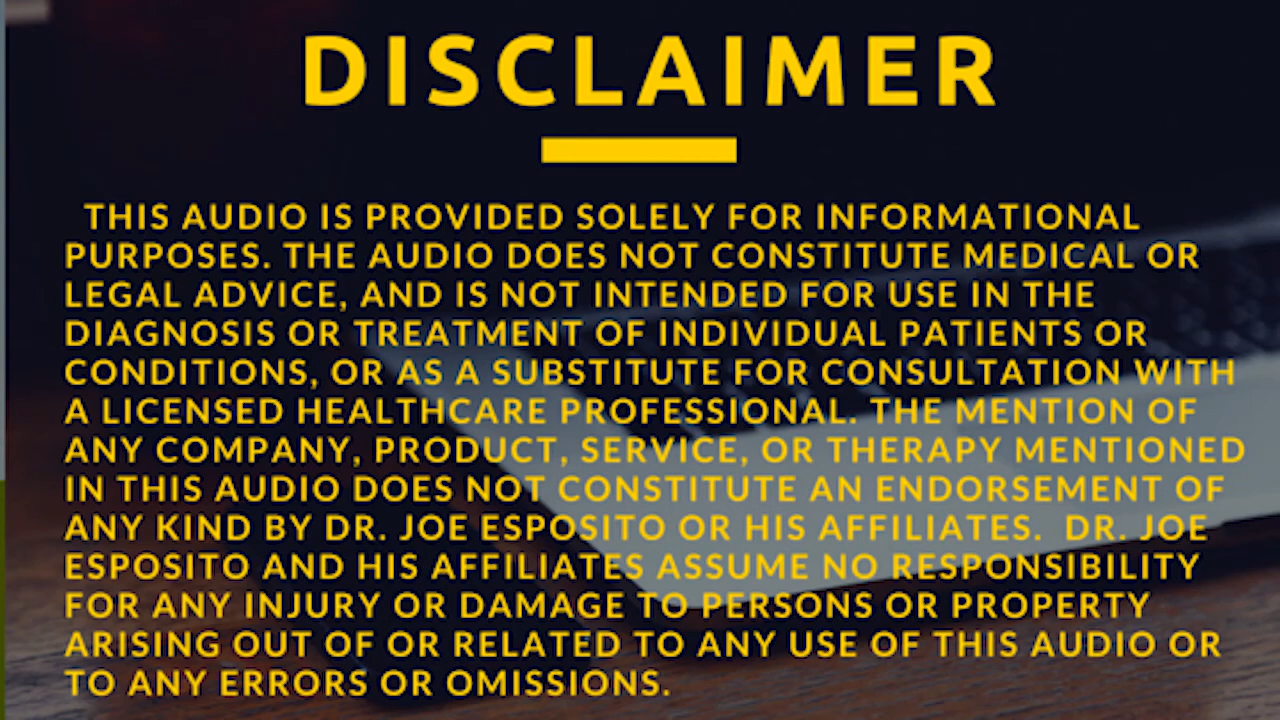 DISCLAIMER
THIS AUDIO IS PROVIDED SOLELY FOR INFORMATIONAL
PURPOSES. THE AUDIO DOES NOT CONSTITUTE MEDICAL OR
LEGAL ADVICE, AND IS NOT INTENDED FOR USE IN THE
DIAGNOSIS OR TREATMENT OF INDIVIDUAL PATIENTS OR
CONDITIONS, OR AS A SUBSTITUTE FOR CONSULTATION WITH
A LICENSED HEALTHCARE PROFESSIONAL. THE MENTION OF
ANY COMPANY, PRODUCT, SERVICE, OR THERAPY MENTIONED
IN THIS AUDIO DOES NOT CONSTITUTE AN ENDORSEMENT OF
ANY KIND BY DR. JOE ESPOSITO OR HIS AFFILIATES. DR. JOE
ESPOSITO AND HIS AFFILIATES ASSUME NO RESPONSIBILITY
FOR ANY INJURY OR DAMAGE TO PERSONS OR PROPERTY
ARISING OUT OF OR RELATED TO ANY USE OF THIS AUDIO OR
TO ANY ERRORS OR OMISSIONS.